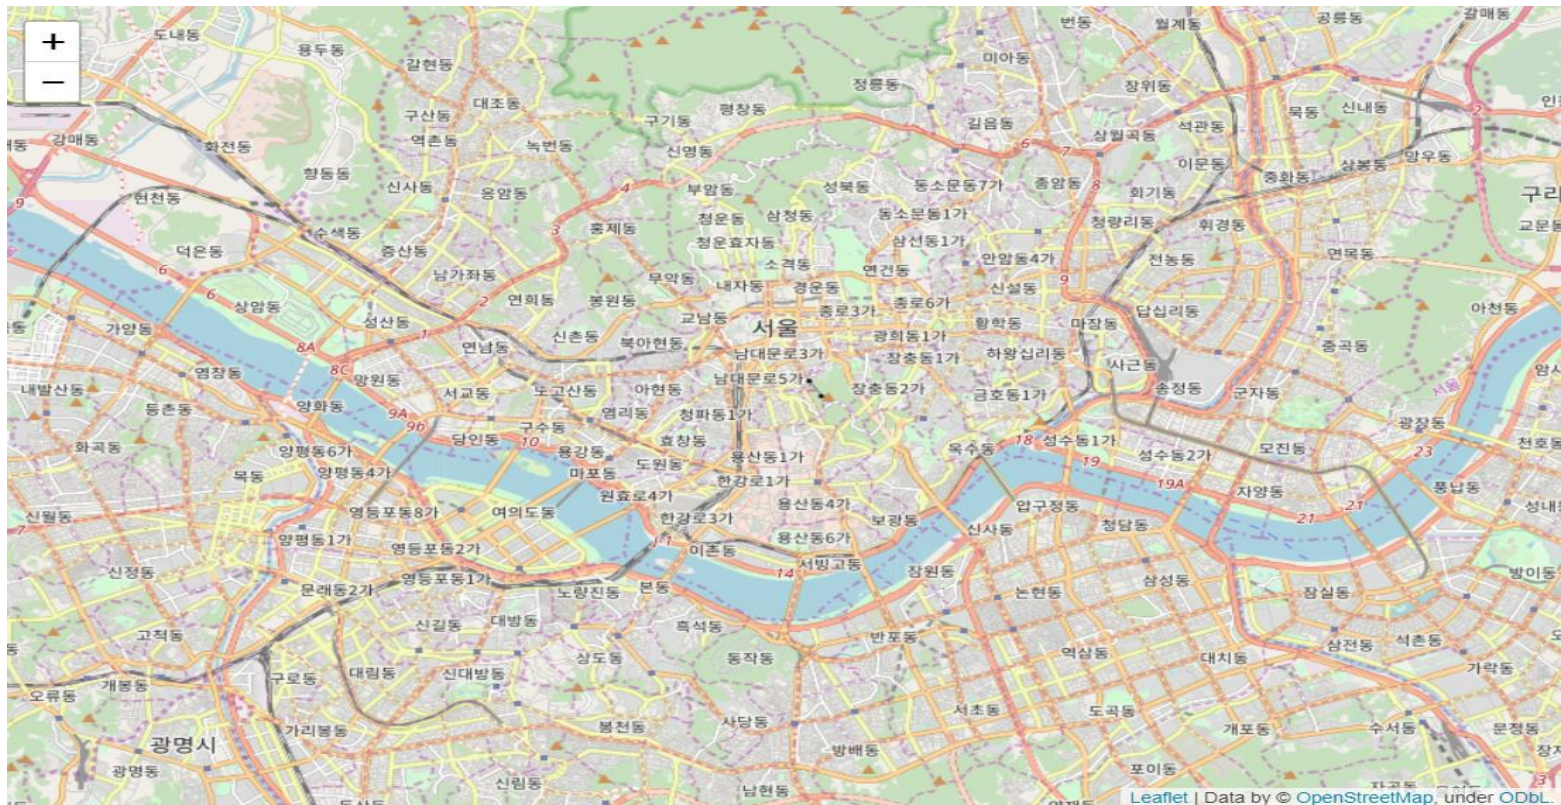 +
−
도내동
용두동
갈현동
정릉동
미아동
번동
월계동
공릉동
갈매동
장위동
대조동
구산동
역촌동
녹번동
구기동
평창동
신영동
길음동
석관동
묵동
신내동
강매동
화전동
향동동
신사동
응암동
부암동
성북동
동소문동7가
종암동
상월곡동
이문동
회기동
중화동
상봉동
망우동
현천동
수색동
덕은동
증산동
홍제동
청운동
삼청동
동소문동1가
청량리동
휘경동
구리
교문동
청운효자동
삼선동1가
남가좌동
무악동
소격동
연건동
안암동4가
전농동
면목동
상암동
연희동
봉원동
내자동
경운동
종로6가
신설동
답십리동
아천동
가양동
성산동
신촌동
북아현동
교남동
서울
종로3가
광희동1가
황학동
마장동
연남동
남대문로3가
장충동1가
하왕십리동
사근동
중곡동
염창동
망원동
서교동
노고산동
아현동
남대문로5가
장충동2가
금호동1가
송정동
군자동
서울
내발산동
등촌동
양화동
구수동
염리동
청파동1가
광장동
화곡동
양평동6가
당인동
용강동
효창동
옥수동
성수동1가
성수동2가
모진동
천호동
목동
양평동4가
마포동
도원동
용산동1가
한강로1가
자양동
풍납동
신월동
영등포동8가
여의도동
원효로4가
한강로3가
용산동4가
보광동
신사동
압구정동
청담동
양평동1가
영등포동2가
이촌동
용산동6가
서빙고동
신정동
문래동2가
영등포동1가
노량진동
본동
잠원동
논현동
삼성동
잠실동
방이동
고척동
신길동
대방동
흑석동
반포동
삼전동
석촌동
오류동
개봉동
구로동
대림동
신대방동
상도동
동작동
역삼동
대치동
가락동
가리봉동
봉천동
사당동
서초동
도곡동
개포동
수서동
문정동
광명시
광명동
신림동
남현동
방배동
포이동
9
6
6
8A
8C
9A
9b
10
1
2
3
4
6
7
8
9
2
14
18
19
19A
21
21
23
7
1
3
Leaflet | Data by © OpenStreetMap, under ODbL.